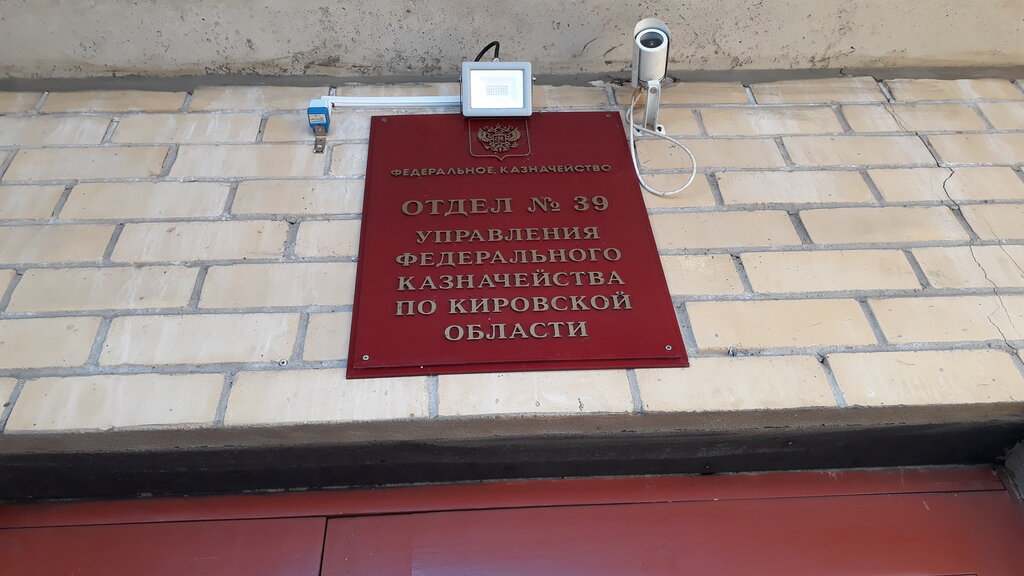 ФЕДЕРАЛЬНОЕ КАЗНАЧЕЙСТВО
ОТДЕЛ № 39
УПРАВЛЕНИЯ
ФЕДЕРАЛЬНОГО
КАЗНАЧЕЙСТВА
ПО КИРОВСКОЙ
ОБЛАСТИ